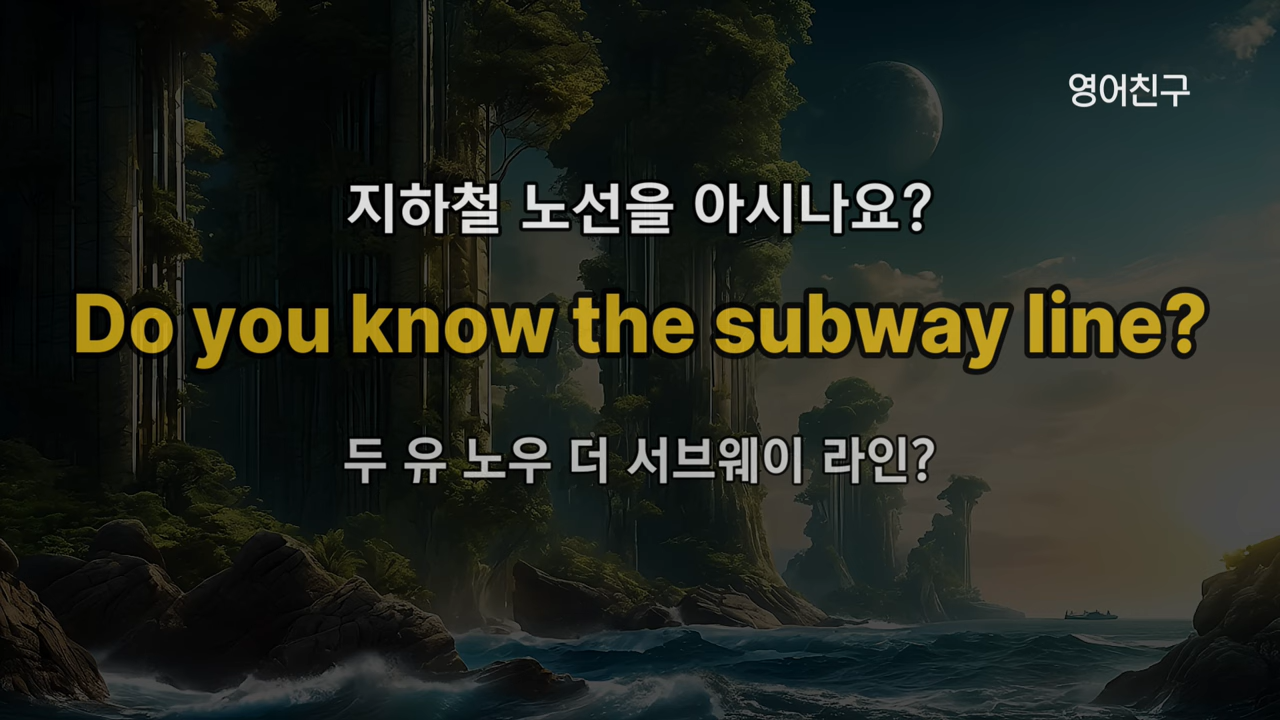 영어친구
지하철 노선을 아시나요?
Do you know the subway line?
두 유 노우 더 서브웨이 라인?